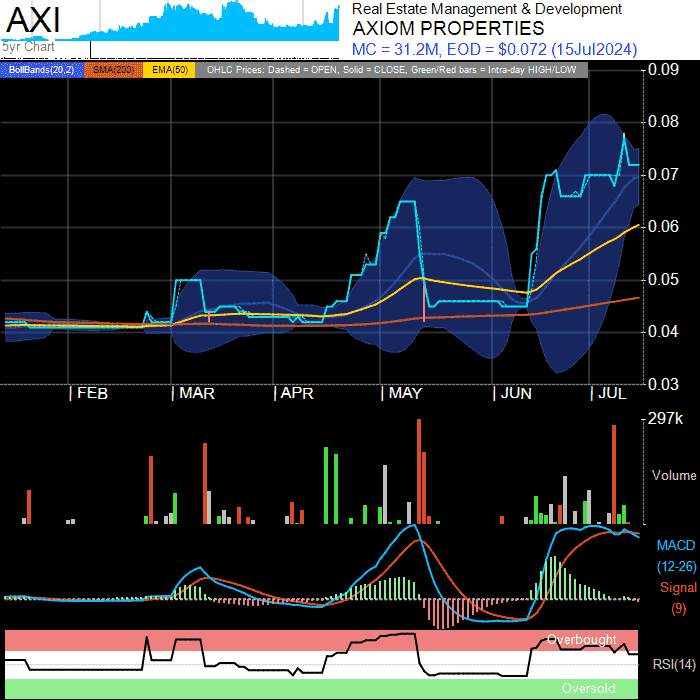 AXI
Real Estate Management & Development
AXIOM PROPERTIES
5yr Chart
MC = 31.2M, EOD = $0.072 (15Jul2024)
BollBands(20,2) SMA(200) EMA(50) OHLC Prices: Dashed = OPEN, Solid = CLOSE, Green/Red bars = Intra-day HIGH/LOW
0.09
0.08
0.07
0.06
0.05
0.04
0.03
| FEB | MAR | APR | MAY | JUN | JUL
297k
Volume
MACD
(12-26)
Signal
(9)
Overbought
RSI(14)
Oversold